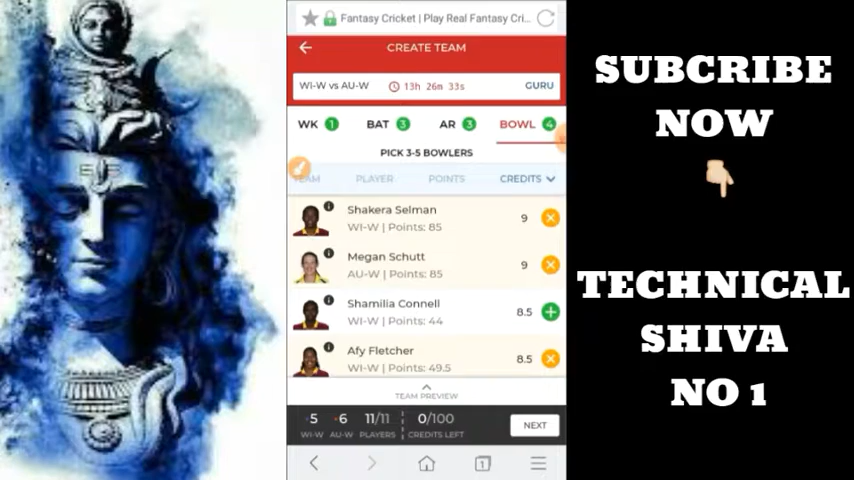 Fantasy Cricket | Play Real Fantasy Cri...
CREATE TEAM
WI-W vs AU-W 13h 26m 33s GURU
WK 1 BAT 3 AR 3 BOWL 4
PICK 3-5 BOWLERS
TEAM PLAYER POINTS CREDITS
Shakera Selman
WI-W | Points: 85
9
Megan Schutt
AU-W | Points: 85
9
Shamilia Connell
WI-W | Points: 44
8.5
Afy Fletcher
WI-W | Points: 49.5
8.5
TEAM PREVIEW
5 6 11/11 0/100
WI-W AU-W PLAYERS CREDITS LEFT
NEXT
1
SUBCRIBE
NOW
TECHNICAL
SHIVA
NO 1